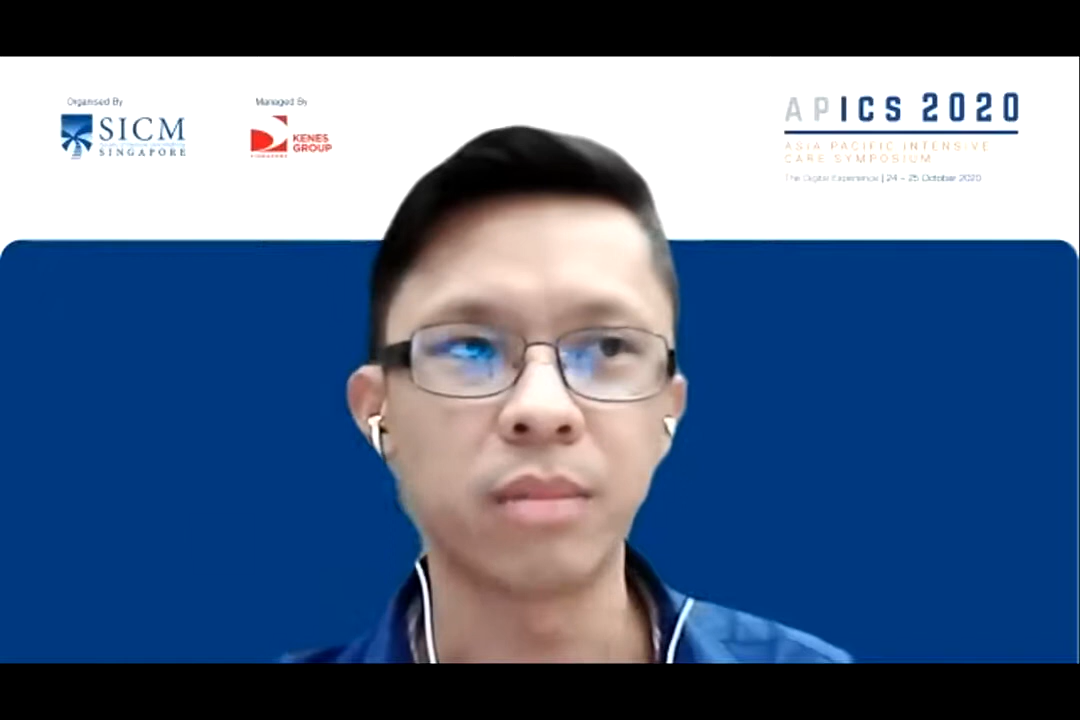 Organised By
SICM
SINGAPORE
Managed By
KENES
GROUP
APICS 2020
ASIA PACIFIC INTENSIVE
CARE SYMPOSIUM
The Digital Experience | 24 – 25 October 2020